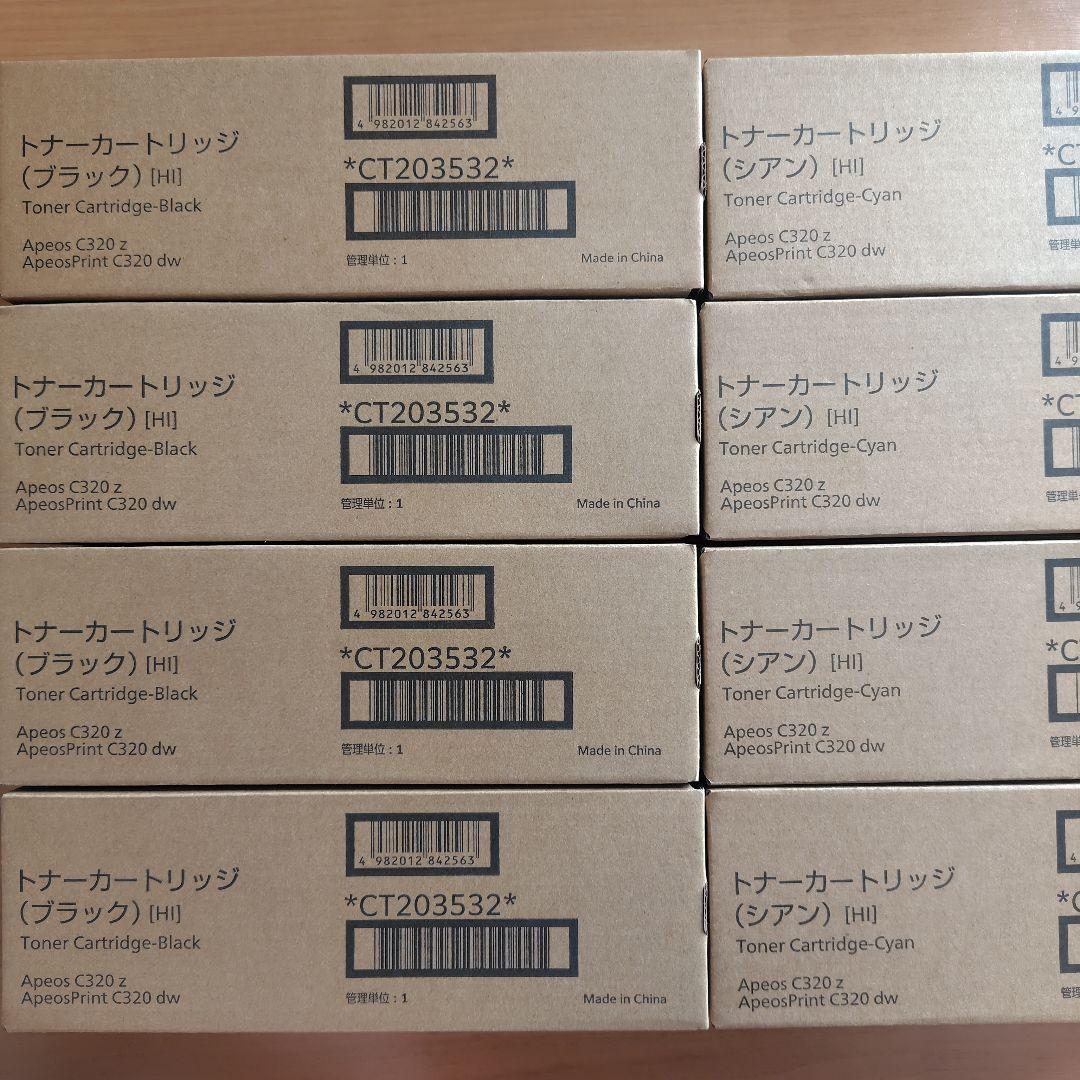 トナーカートリッジ
（ブラック）[HI]
Toner Cartridge-Black
Apeos C320 z
ApeosPrint C320 dw
4 982012 842563
*CT203532*
管理単位：1
Made in China
トナーカートリッジ
（シアン）[HI]
Toner Cartridge-Cyan
Apeos C320 z
ApeosPrint C320 dw
トナーカートリッジ
（ブラック）[HI]
Toner Cartridge-Black
Apeos C320 z
ApeosPrint C320 dw
4 982012 842563
*CT203532*
管理単位：1
Made in China
トナーカートリッジ
（シアン）[HI]
Toner Cartridge-Cyan
Apeos C320 z
ApeosPrint C320 dw
トナーカートリッジ
（ブラック）[HI]
Toner Cartridge-Black
Apeos C320 z
ApeosPrint C320 dw
4 982012 842563
*CT203532*
管理単位：1
Made in China
トナーカートリッジ
（シアン）[HI]
Toner Cartridge-Cyan
Apeos C320 z
ApeosPrint C320 dw
トナーカートリッジ
（ブラック）[HI]
Toner Cartridge-Black
Apeos C320 z
ApeosPrint C320 dw
4 982012 842563
*CT203532*
管理単位：1
Made in China
トナーカートリッジ
（シアン）[HI]
Toner Cartridge-Cyan
Apeos C320 z
ApeosPrint C320 dw